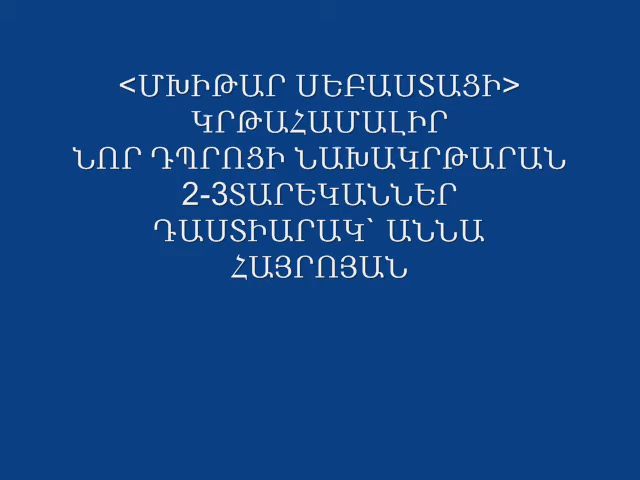 <ՄԽԻԹԱՐ ՍԵԲԱՍՏԱՑԻ>
ԿՐԹԱՀԱՄԱԼԻՐ
ՆՈՐ ԴՊՐՈՑԻ ՆԱԽԱԿՐԹԱՐԱՆ
2-3ՏԱՐԵԿԱՆՆԵՐ
ԴԱՍՏԻԱՐԱԿ՝ ԱՆՆԱ
ՀԱՅՐՈՅԱՆ